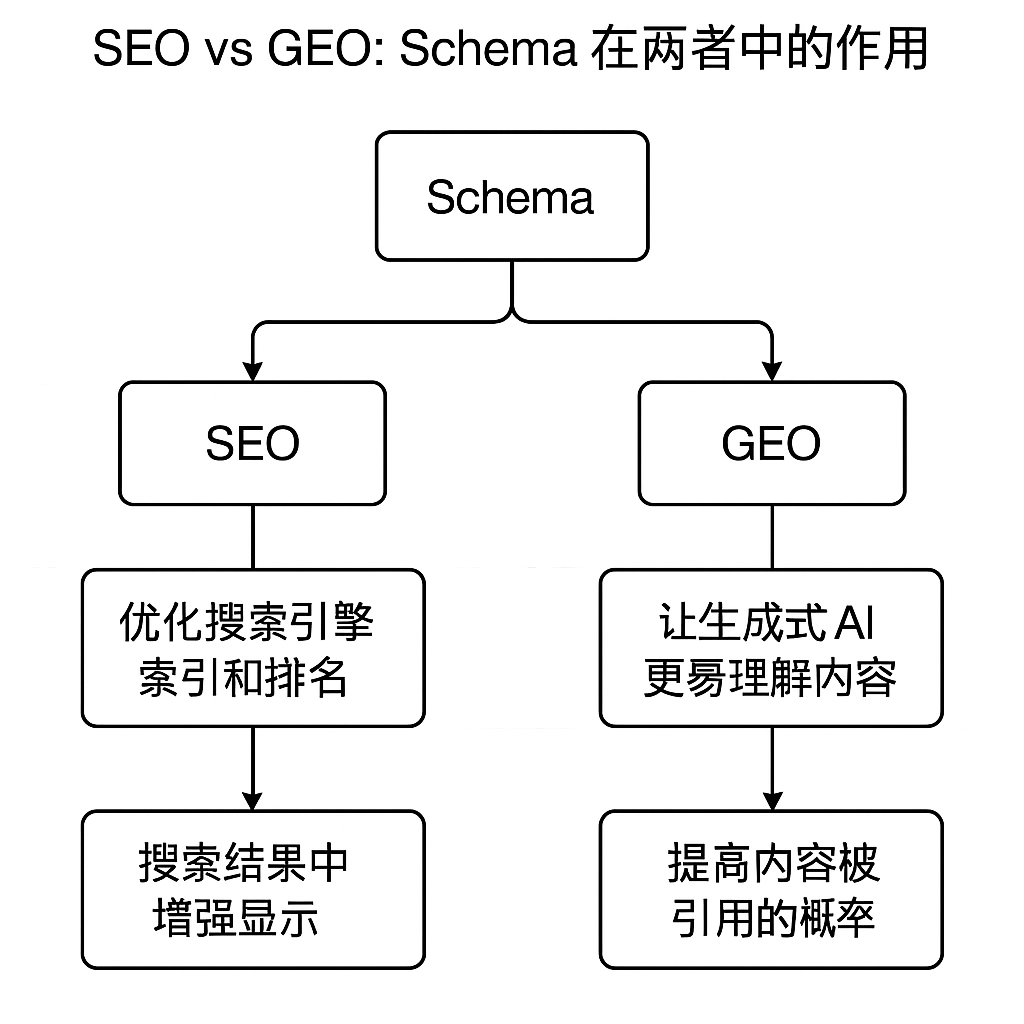 SEO vs GEO: Schema 在两者中的作用
Schema
SEO
GEO
优化搜索引擎
索引和排名
让生成式 AI
更易理解内容
搜索结果中
增强显示
提高内容被
引用的概率